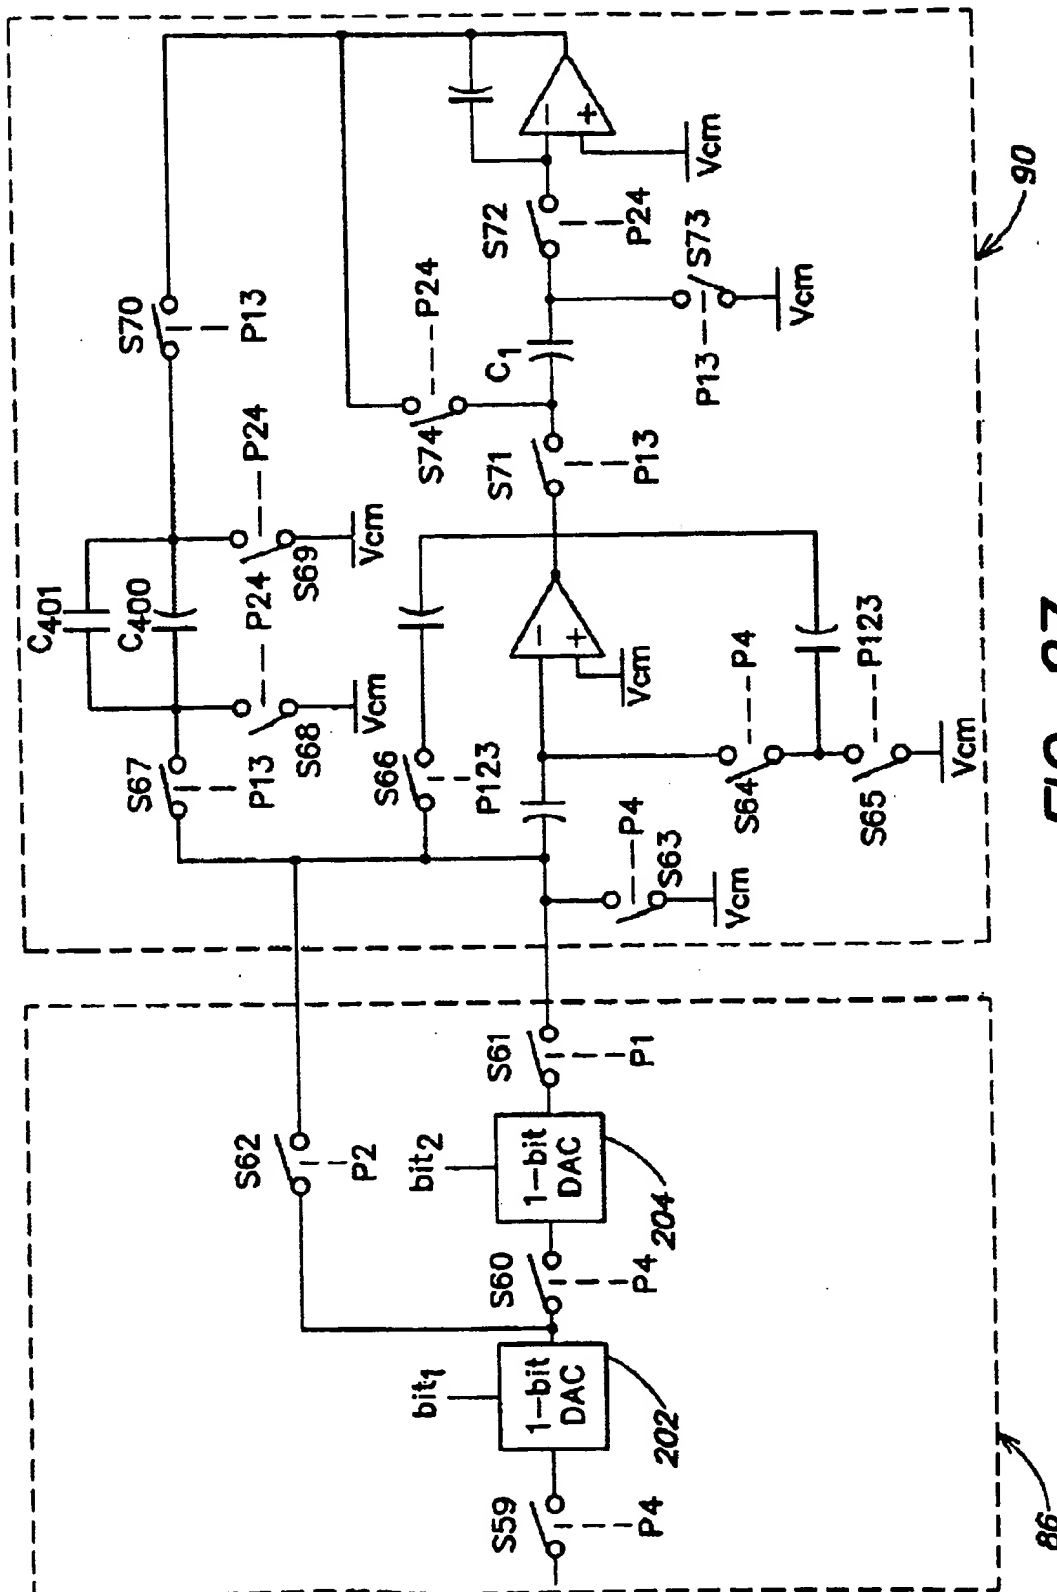 C401
C400
S70
P13
S67
P13
P24
S68
Vcm
P24
S69
Vcm
S74
P24
S66
P123
S71
P13
C1
S72
P24
P13
S73
Vcm
−
+
Vcm
−
+
Vcm
S64
P4
S65
P123
Vcm
P4
S63
Vcm
90
S62
P2
bit1
1-bit
DAC
202
S59
P4
S60
P4
bit2
1-bit
DAC
204
S61
P1
86